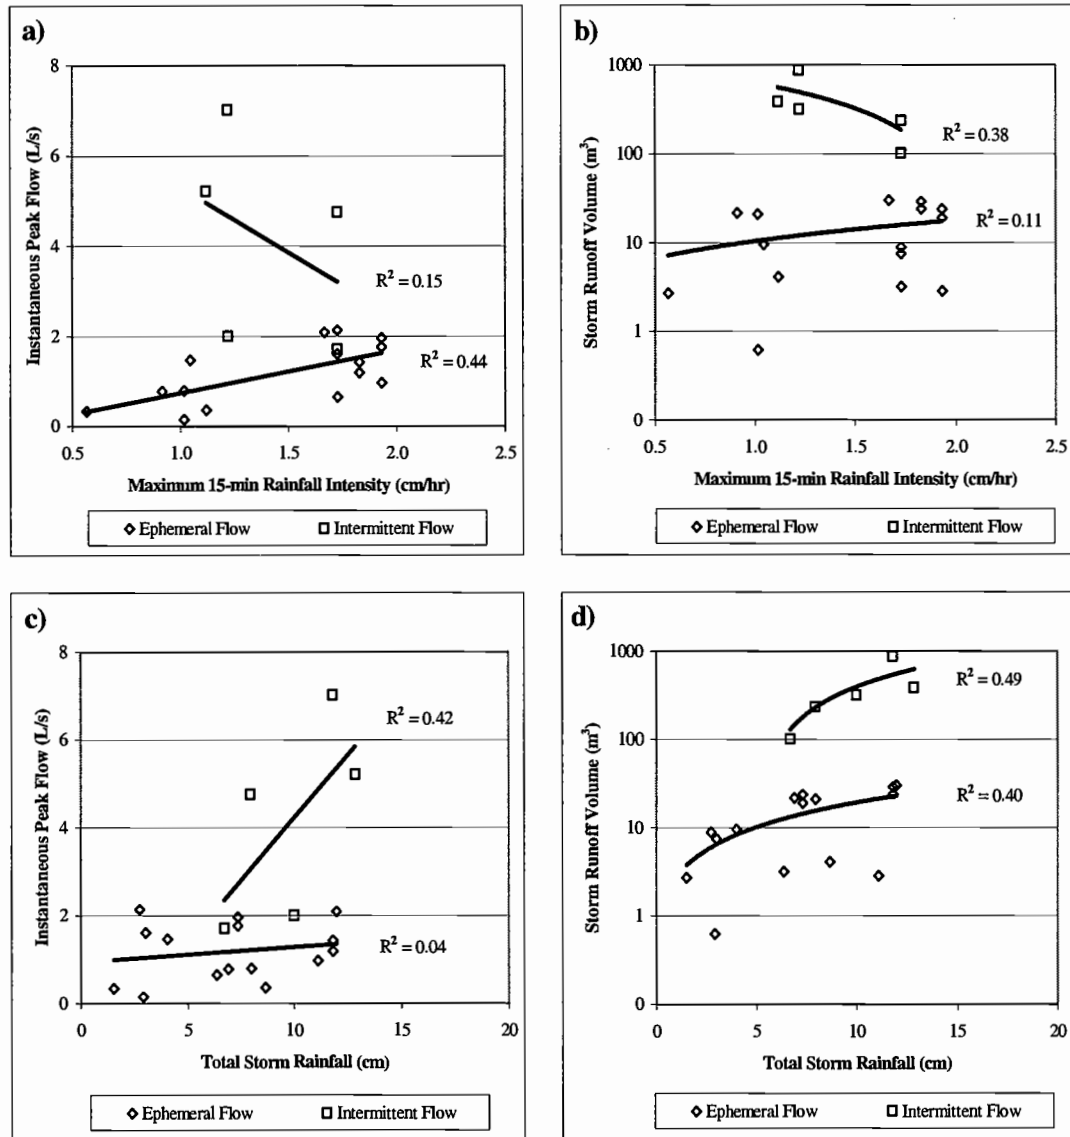 a)
Instantaneous Peak Flow (L/s)
8
6
4
2
0
R² = 0.15
R² = 0.44
0.5 1.0 1.5 2.0 2.5
Maximum 15-min Rainfall Intensity (cm/hr)
Ephemeral Flow Intermittent Flow
b)
Storm Runoff Volume (m³)
1000
100
10
1
0
R² = 0.38
R² = 0.11
0.5 1.0 1.5 2.0 2.5
Maximum 15-min Rainfall Intensity (cm/hr)
Ephemeral Flow Intermittent Flow
c)
Instantaneous Peak Flow (L/s)
8
6
4
2
0
R² = 0.42
R² = 0.04
0 5 10 15 20
Total Storm Rainfall (cm)
Ephemeral Flow Intermittent Flow
d)
Storm Runoff Volume (m³)
1000
100
10
1
0
R² = 0.49
R² = 0.40
0 5 10 15 20
Total Storm Rainfall (cm)
Ephemeral Flow Intermittent Flow